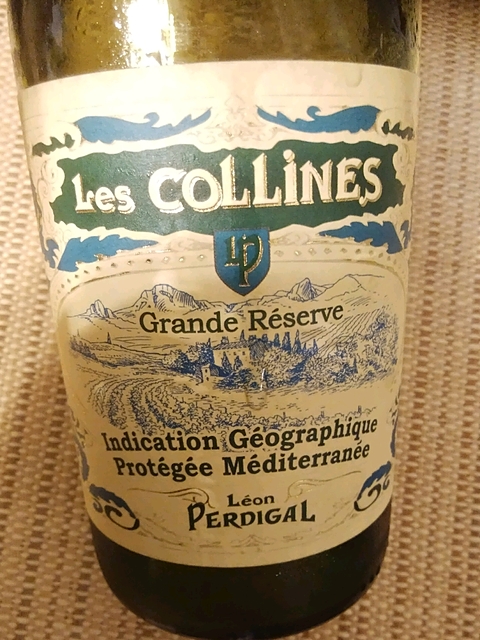 Les COLLiNES
LP
Grande Réserve
Indication Géographique
Protégée Méditerranée
Léon
PERDIGAL